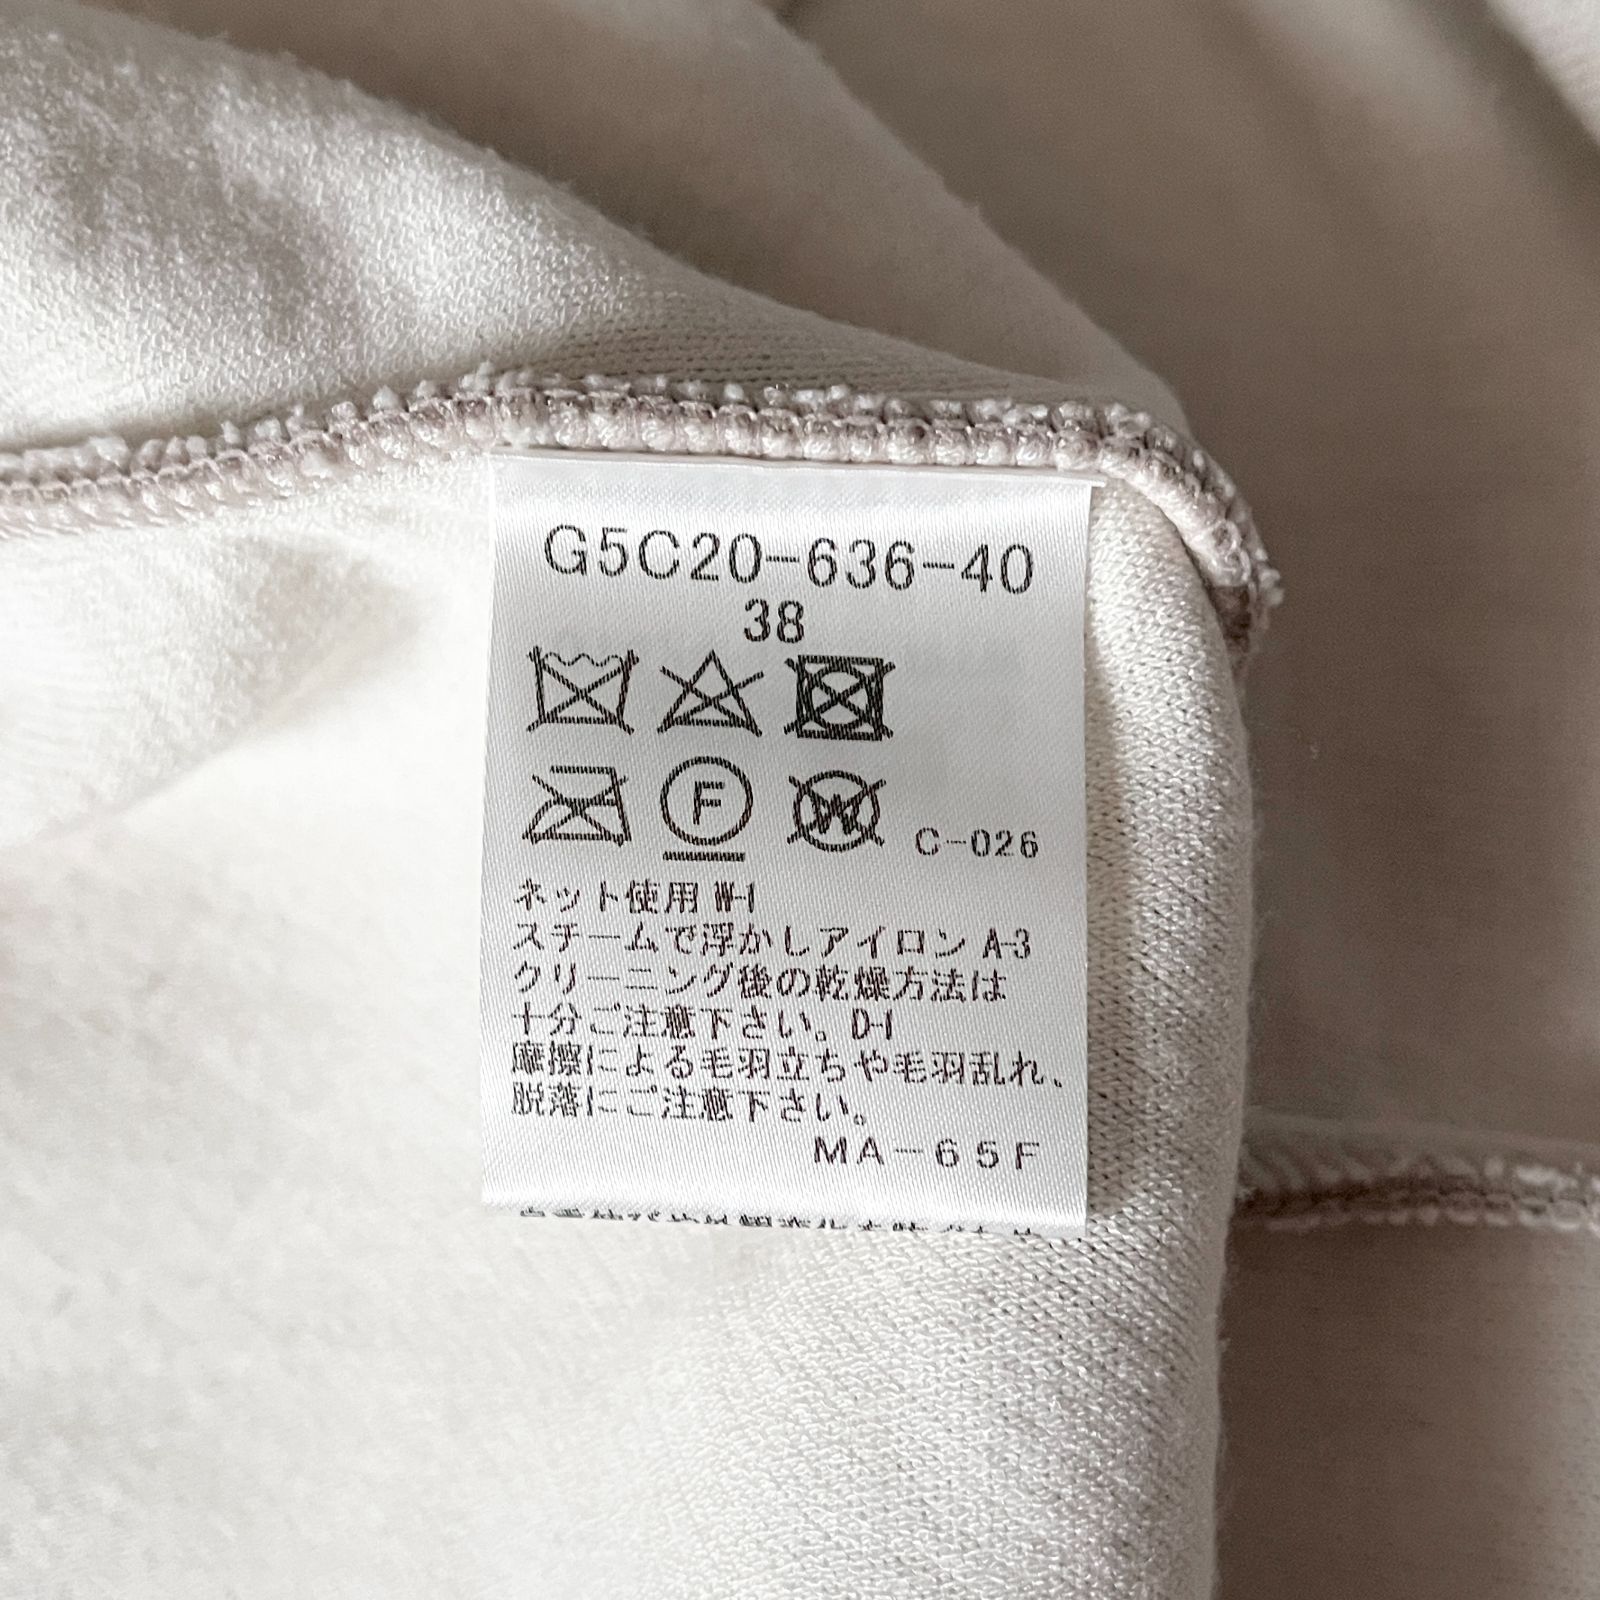 G5C20-636-40
38
F W C-026
ネット使用 W-1
スチームで浮かしアイロン A-3
クリーニング後の乾燥方法は
十分ご注意下さい。D-1
摩擦による毛羽立ちや毛羽乱れ、
脱落にご注意下さい。
MA-65F